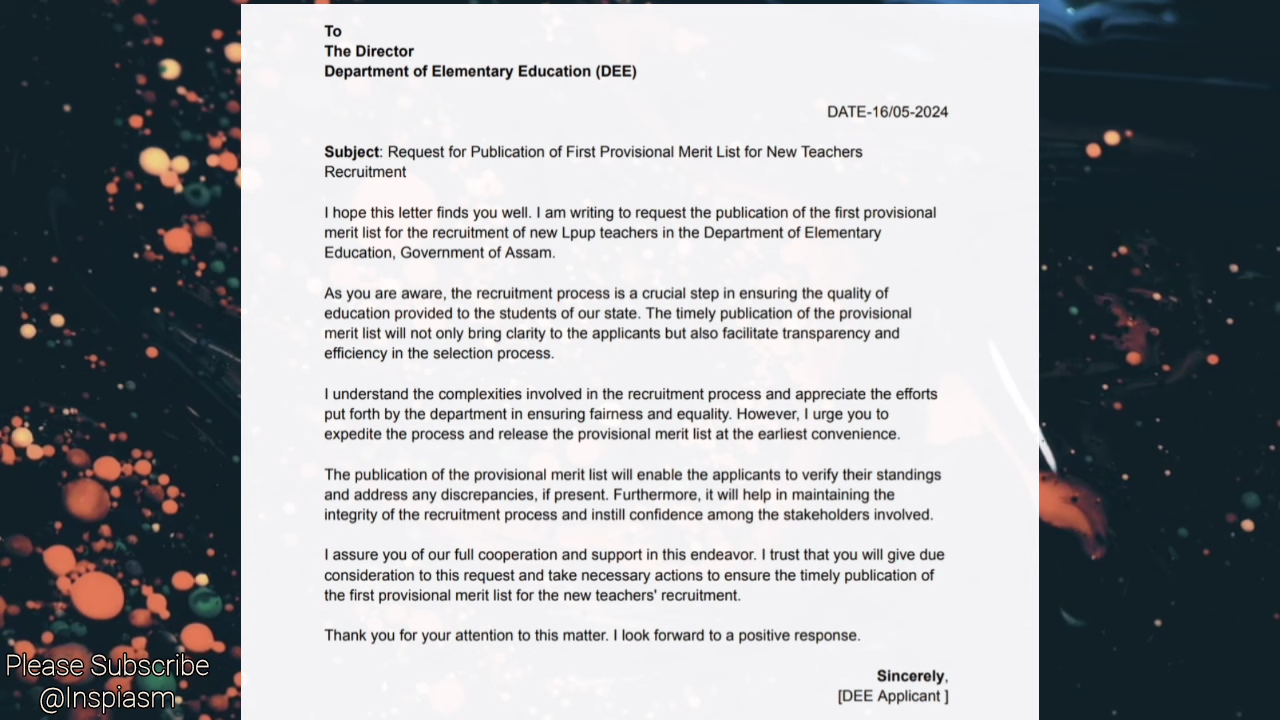 To
The Director
Department of Elementary Education (DEE)
DATE-16/05-2024
Subject: Request for Publication of First Provisional Merit List for New Teachers
Recruitment
I hope this letter finds you well. I am writing to request the publication of the first provisional
merit list for the recruitment of new Lpup teachers in the Department of Elementary
Education, Government of Assam.
As you are aware, the recruitment process is a crucial step in ensuring the quality of
education provided to the students of our state. The timely publication of the provisional
merit list will not only bring clarity to the applicants but also facilitate transparency and
efficiency in the selection process.
I understand the complexities involved in the recruitment process and appreciate the efforts
put forth by the department in ensuring fairness and equality. However, I urge you to
expedite the process and release the provisional merit list at the earliest convenience.
The publication of the provisional merit list will enable the applicants to verify their standings
and address any discrepancies, if present. Furthermore, it will help in maintaining the
integrity of the recruitment process and instill confidence among the stakeholders involved.
I assure you of our full cooperation and support in this endeavor. I trust that you will give due
consideration to this request and take necessary actions to ensure the timely publication of
the first provisional merit list for the new teachers' recruitment.
Thank you for your attention to this matter. I look forward to a positive response.
Sincerely,
[DEE Applicant ]
Please Subscribe
@Inspiasm